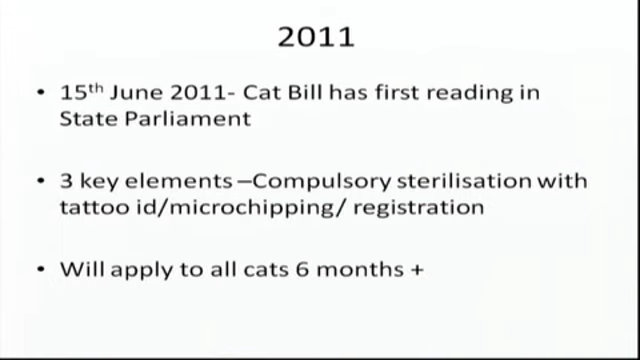 2011
• 15th June 2011- Cat Bill has first reading in
State Parliament
• 3 key elements –Compulsory sterilisation with
tattoo id/microchipping/ registration
• Will apply to all cats 6 months +